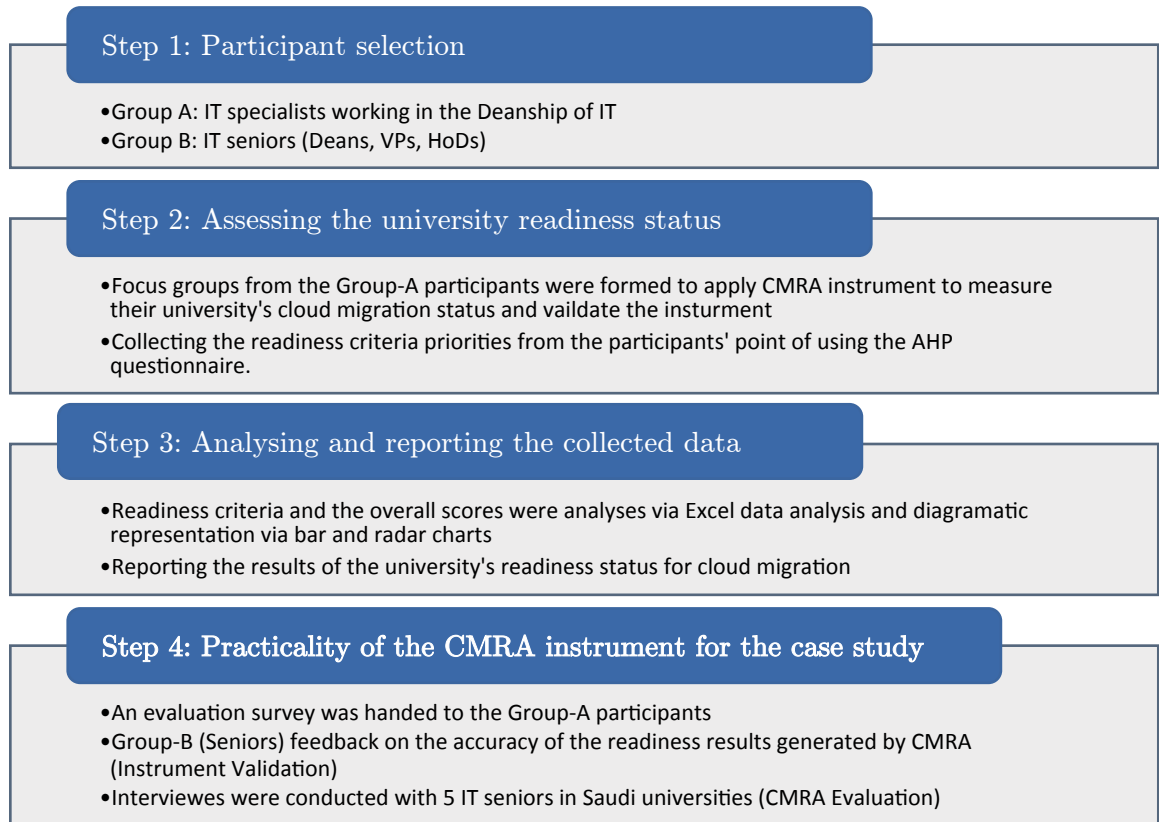 Step 1: Participant selection
•Group A: IT specialists working in the Deanship of IT
•Group B: IT seniors (Deans, VPs, HoDs)
Step 2: Assessing the university readiness status
•Focus groups from the Group-A participants were formed to apply CMRA instrument to measure
their university's cloud migration status and vaildate the insturment
•Collecting the readiness criteria priorities from the participants' point of using the AHP
questionnaire.
Step 3: Analysing and reporting the collected data
•Readiness criteria and the overall scores were analyses via Excel data analysis and diagramatic
representation via bar and radar charts
•Reporting the results of the university's readiness status for cloud migration
Step 4: Practicality of the CMRA instrument for the case study
•An evaluation survey was handed to the Group-A participants
•Group-B (Seniors) feedback on the accuracy of the readiness results generated by CMRA
(Instrument Validation)
•Interviewes were conducted with 5 IT seniors in Saudi universities (CMRA Evaluation)